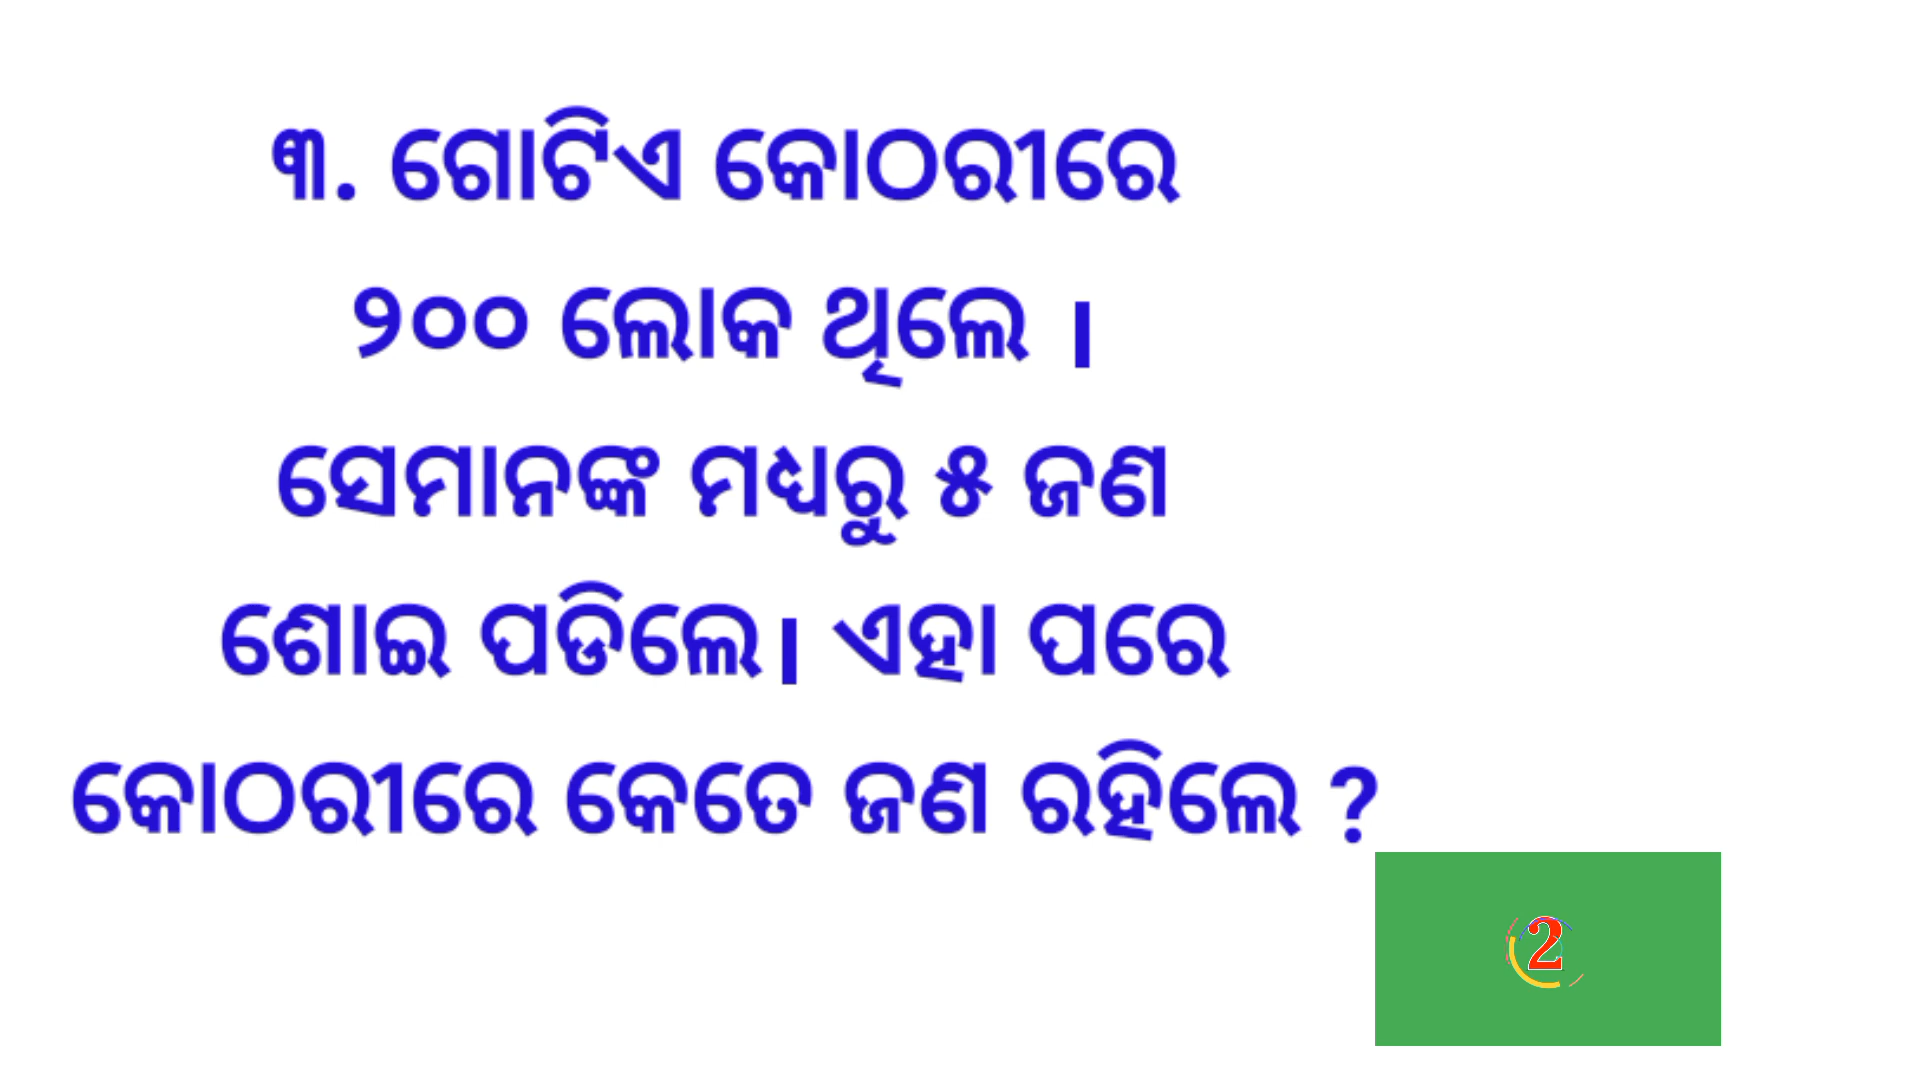 ୩. ଗୋଟିଏ କୋଠରୀରେ
୨୦୦ ଲୋକ ଥିଲେ ।
ସେମାନଙ୍କ ମଧ୍ୟରୁ ୫ ଜଣ
ଶୋଇ ପଡିଲେ। ଏହା ପରେ
କୋଠରୀରେ କେତେ ଜଣ ରହିଲେ ?
2